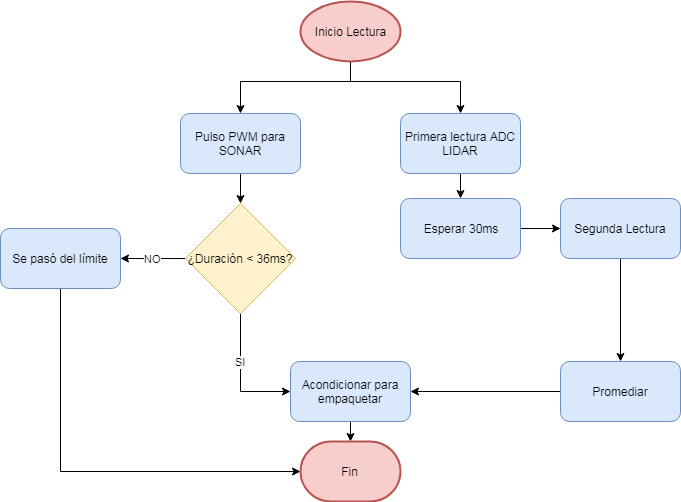 Inicio Lectura
Pulso PWM para
SONAR
Primera lectura ADC
LIDAR
Esperar 30ms
Segunda Lectura
Se pasó del límite
NO
¿Duración < 36ms?
SI
Acondicionar para
empaquetar
Promediar
Fin